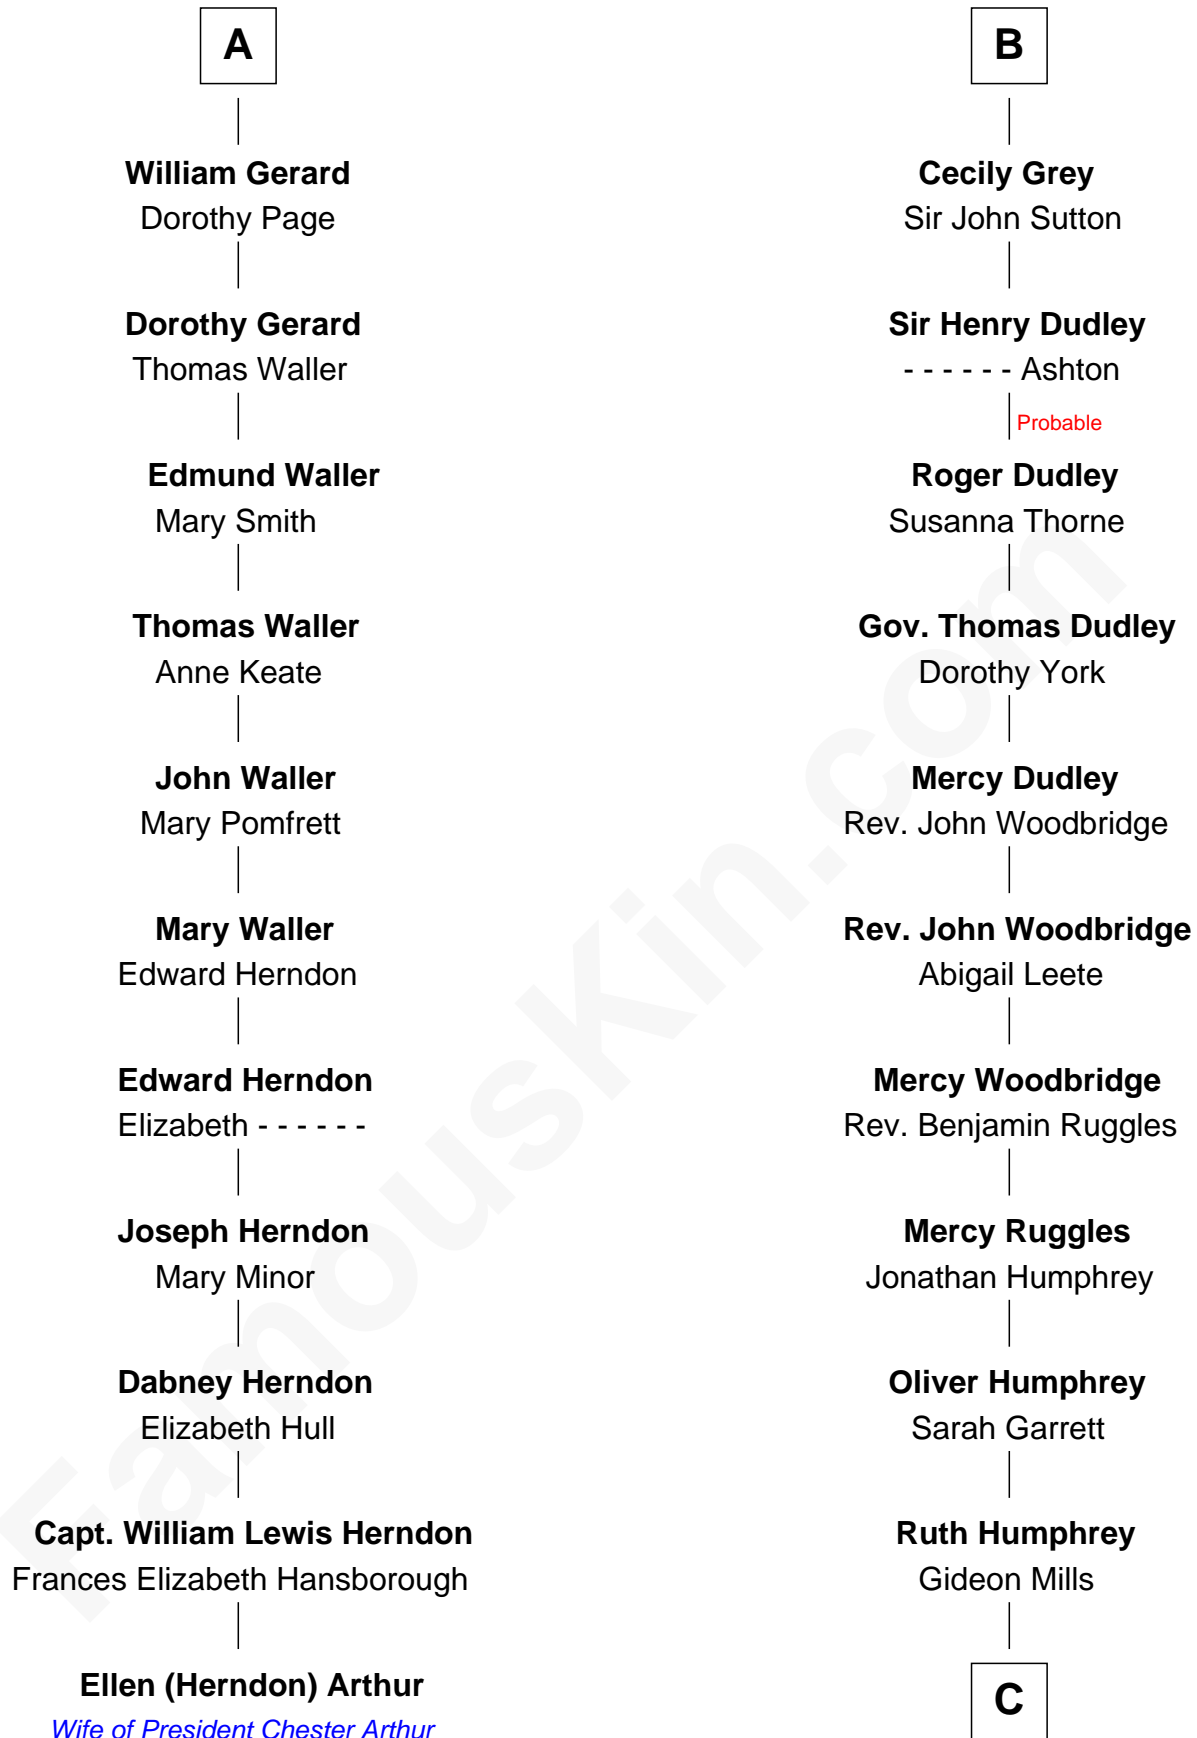 A
William Gerard
Dorothy Page
Dorothy Gerard
Thomas Waller
Edmund Waller
Mary Smith
Thomas Waller
Anne Keate
John Waller
Mary Pomfrett
Mary Waller
Edward Herndon
Edward Herndon
Elizabeth - - - - - -
Joseph Herndon
Mary Minor
Dabney Herndon
Elizabeth Hull
Capt. William Lewis Herndon
Frances Elizabeth Hansborough
Ellen (Herndon) Arthur
Wife of President Chester Arthur
B
Cecily Grey
Sir John Sutton
Sir Henry Dudley
- - - - - - Ashton
Probable
Roger Dudley
Susanna Thorne
Gov. Thomas Dudley
Dorothy York
Mercy Dudley
Rev. John Woodbridge
Rev. John Woodbridge
Abigail Leete
Mercy Woodbridge
Rev. Benjamin Ruggles
Mercy Ruggles
Jonathan Humphrey
Oliver Humphrey
Sarah Garrett
Ruth Humphrey
Gideon Mills
C
FamousKin.com